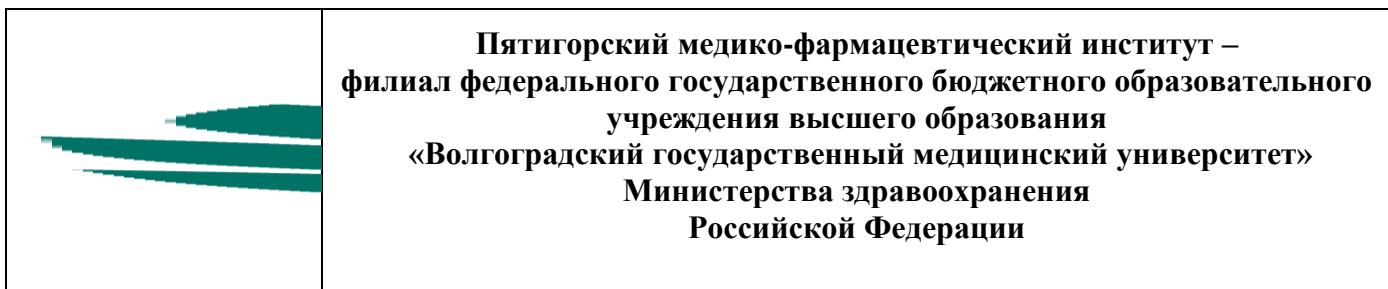 Пятигорский медико-фармацевтический институт –
филиал федерального государственного бюджетного образовательного
учреждения высшего образования
«Волгоградский государственный медицинский университет»
Министерства здравоохранения
Российской Федерации